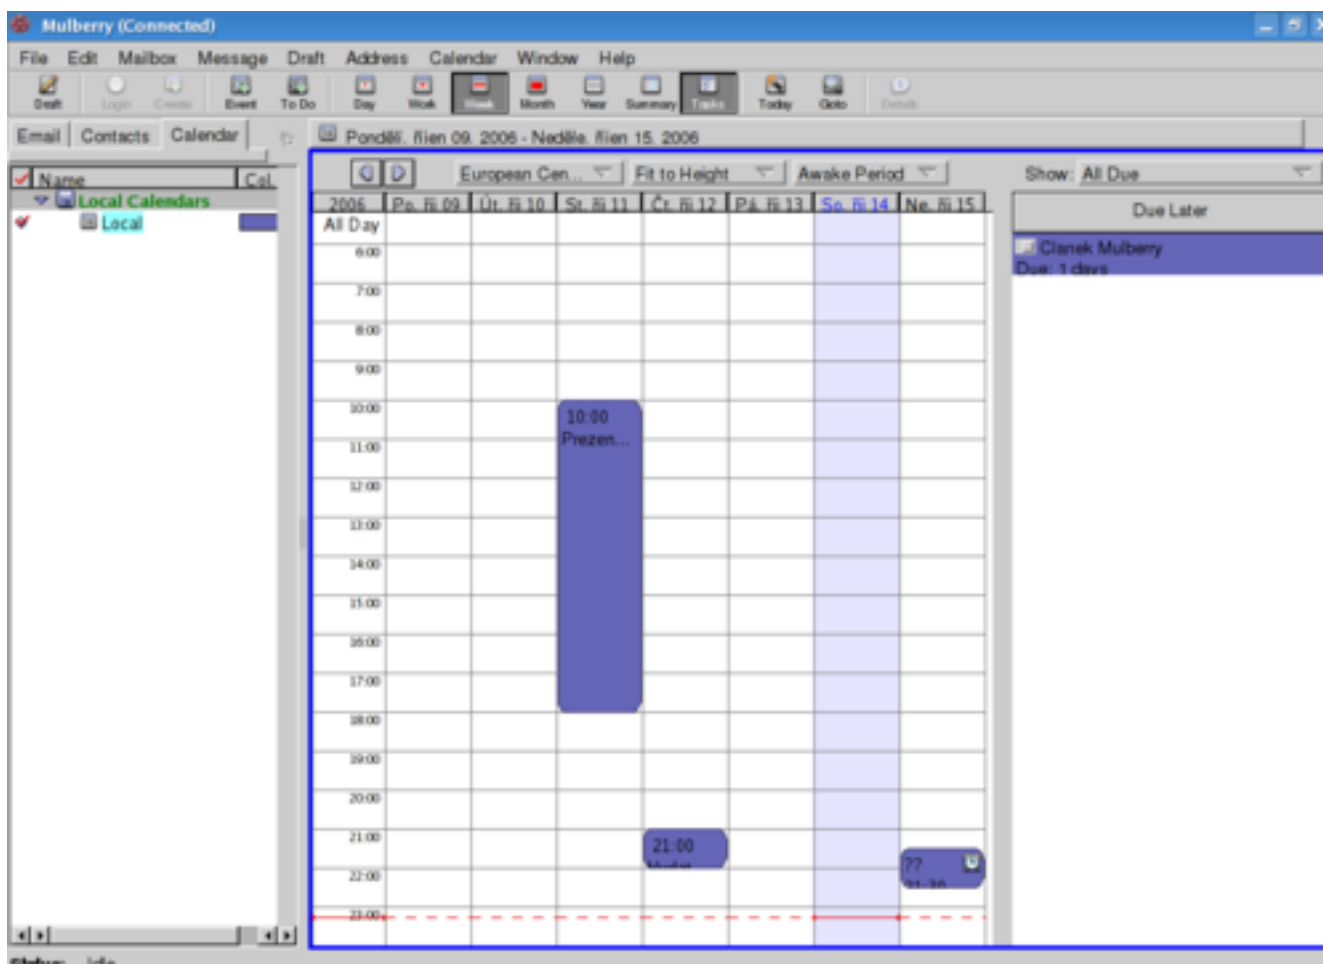 Mulberry (Connected)
File Edit Mailbox Message Draft Address Calendar Window Help
Draft Login Create Event To Do Day Work Week Month Year Summary Tasks Today Goto Details
Email Contacts Calendar
Pondělí. říjen 09. 2006 - Neděle. říjen 15. 2006
European Cen... Fit to Height Awake Period Show: All Due
Name Col
Local Calendars
Local
2006 Po. říj 09 Út. říj 10 St. říj 11 Čt. říj 12 Pá. říj 13 So. říj 14 Ne. říj 15
Due Later
All Day
Clanek Mulberry
Due: 1 days
6:00
7:00
8:00
9:00
10:00
10:00
Prezen...
11:00
12:00
13:00
14:00
15:00
16:00
17:00
18:00
19:00
20:00
21:00
21:00
22:00
??
21:30
23:00
Status: Idle